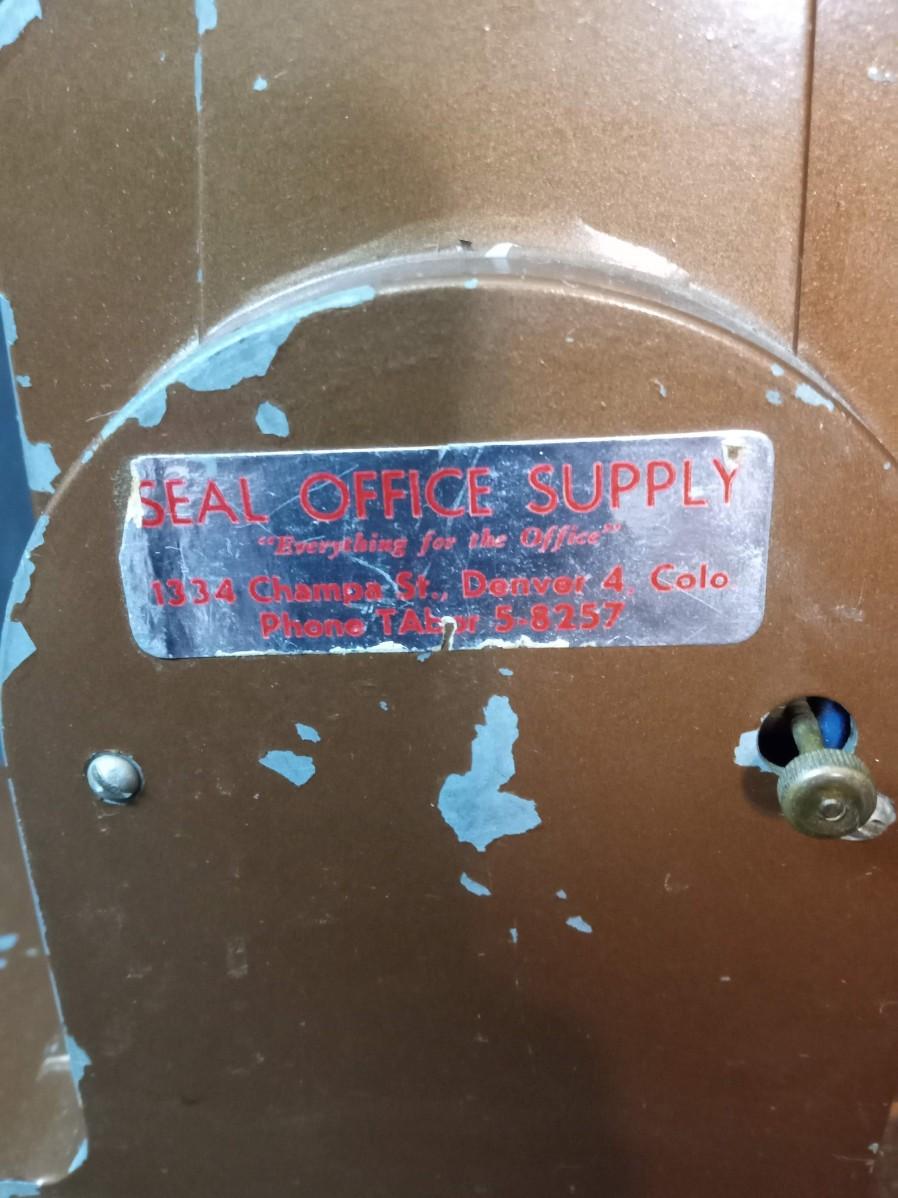 SEAL OFFICE SUPPLY
"Everything for the Office"
1334 Champa St., Denver 4, Colo
Phone TAbor 5-8257